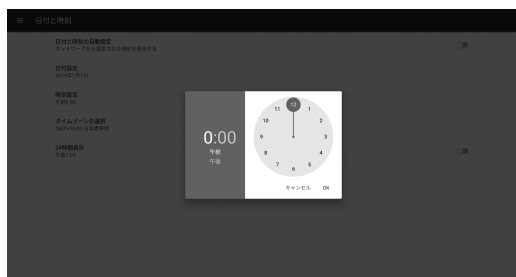 日付と時刻
日付と時刻の自動設定
ネットワークから提供された時刻を使用する
日付設定
2019年1月1日
時刻設定
午前0:00
タイムゾーンの選択
GMT+09:00 日本標準時
24時間表示
午後1:00
0:00
午前
午後
12
1
2
3
4
5
6
7
8
9
10
11
キャンセル
OK